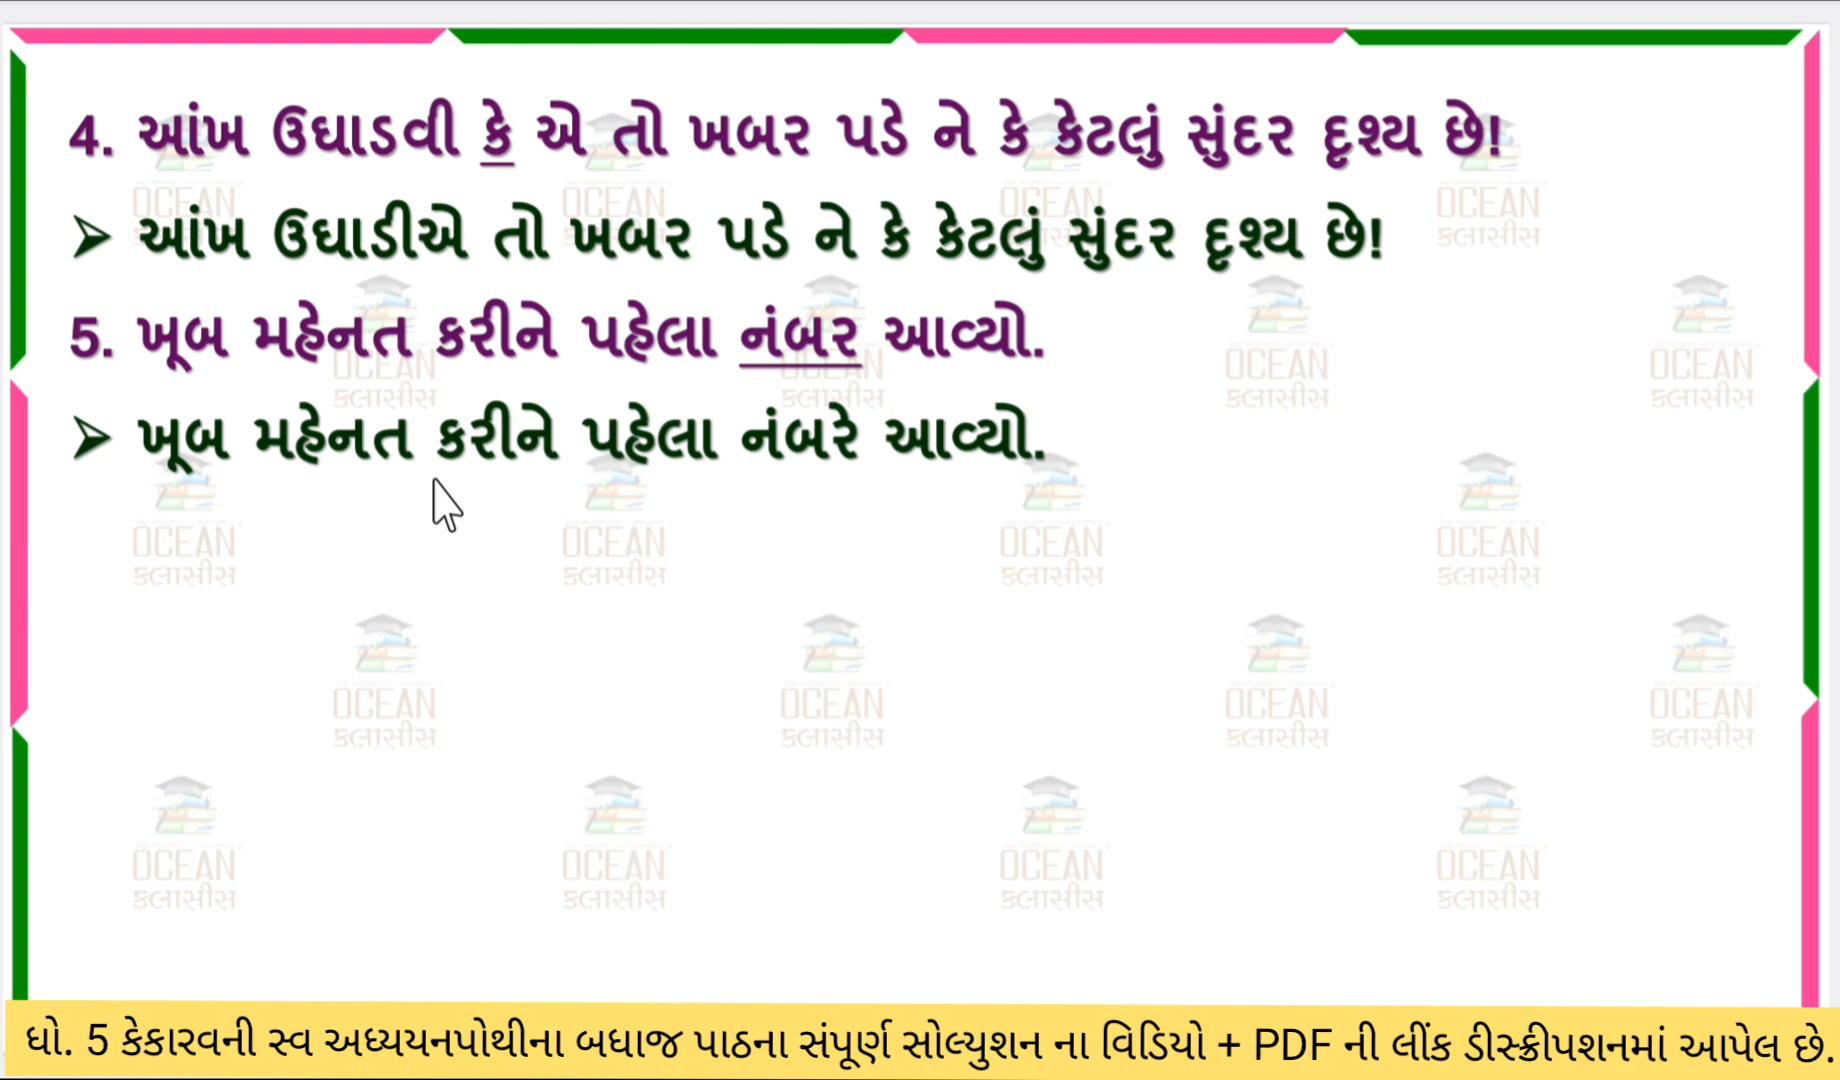 4. આંખ ઉઘાડવી કે એ તો ખબર પડે ને કે કેટલું સુંદર દૃશ્ય છે!
➢ આંખ ઉઘાડીએ તો ખબર પડે ને કે કેટલું સુંદર દૃશ્ય છે!
5. ખૂબ મહેનત કરીને પહેલા નંબર આવ્યો.
➢ ખૂબ મહેનત કરીને પહેલા નંબરે આવ્યો.
OCEAN
ક્લાસીસ
ધો. 5 કેકારવની સ્વ અધ્યયનપોથીના બધાજ પાઠના સંપૂર્ણ સોલ્યુશન ના વિડિયો + PDF ની લીંક ડીસ્ક્રીપશનમાં આપેલ છે.